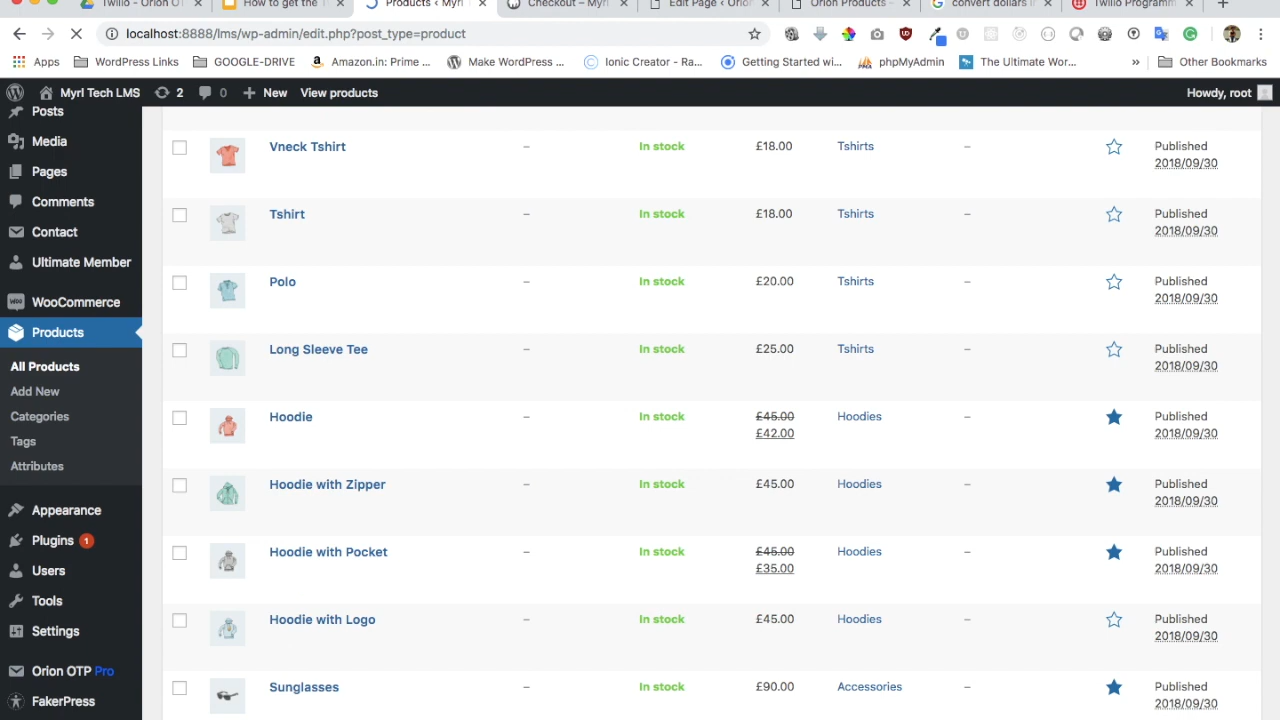 Twilio - Orion OT
How to get the T
Products ‹ Myrl
Checkout – Myrl
Edit Page ‹ Orion
Orion Products -
convert dollars in
Twilio Programm
localhost:8888/lms/wp-admin/edit.php?post_type=product
Apps WordPress Links GOOGLE-DRIVE Amazon.in: Prime ... Make WordPress ... Ionic Creator - Ra... Getting Started wi... phpMyAdmin The Ultimate Wor... » Other Bookmarks
Myrl Tech LMS 2 0 New View products Howdy, root
Posts
Media
Pages
Comments
Contact
Ultimate Member
WooCommerce
Products
All Products
Add New
Categories
Tags
Attributes
Appearance
Plugins 1
Users
Tools
Settings
Orion OTP Pro
FakerPress
Vneck Tshirt – In stock £18.00 Tshirts – Published
2018/09/30
Tshirt – In stock £18.00 Tshirts – Published
2018/09/30
Polo – In stock £20.00 Tshirts – Published
2018/09/30
Long Sleeve Tee – In stock £25.00 Tshirts – Published
2018/09/30
Hoodie – In stock £45.00 Hoodies – Published
£42.00 2018/09/30
Hoodie with Zipper – In stock £45.00 Hoodies – Published
2018/09/30
Hoodie with Pocket – In stock £45.00 Hoodies – Published
£35.00 2018/09/30
Hoodie with Logo – In stock £45.00 Hoodies – Published
2018/09/30
Sunglasses – In stock £90.00 Accessories – Published
2018/09/30